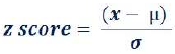 z score = (x − μ) / σ